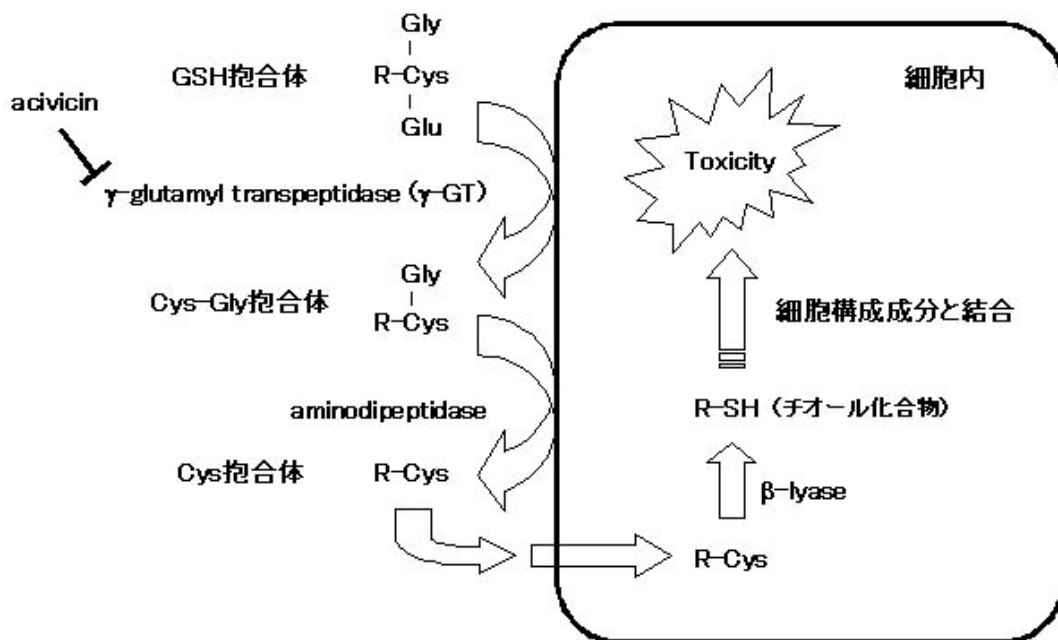 Gly
GSH抱合体 R-Cys
Glu
acivicin
γ-glutamyl transpeptidase (γ-GT)
Gly
Cys-Gly抱合体 R-Cys
aminodipeptidase
Cys抱合体 R-Cys
細胞内
Toxicity
細胞構成成分と結合
R-SH (チオール化合物)
β-lyase
R-Cys